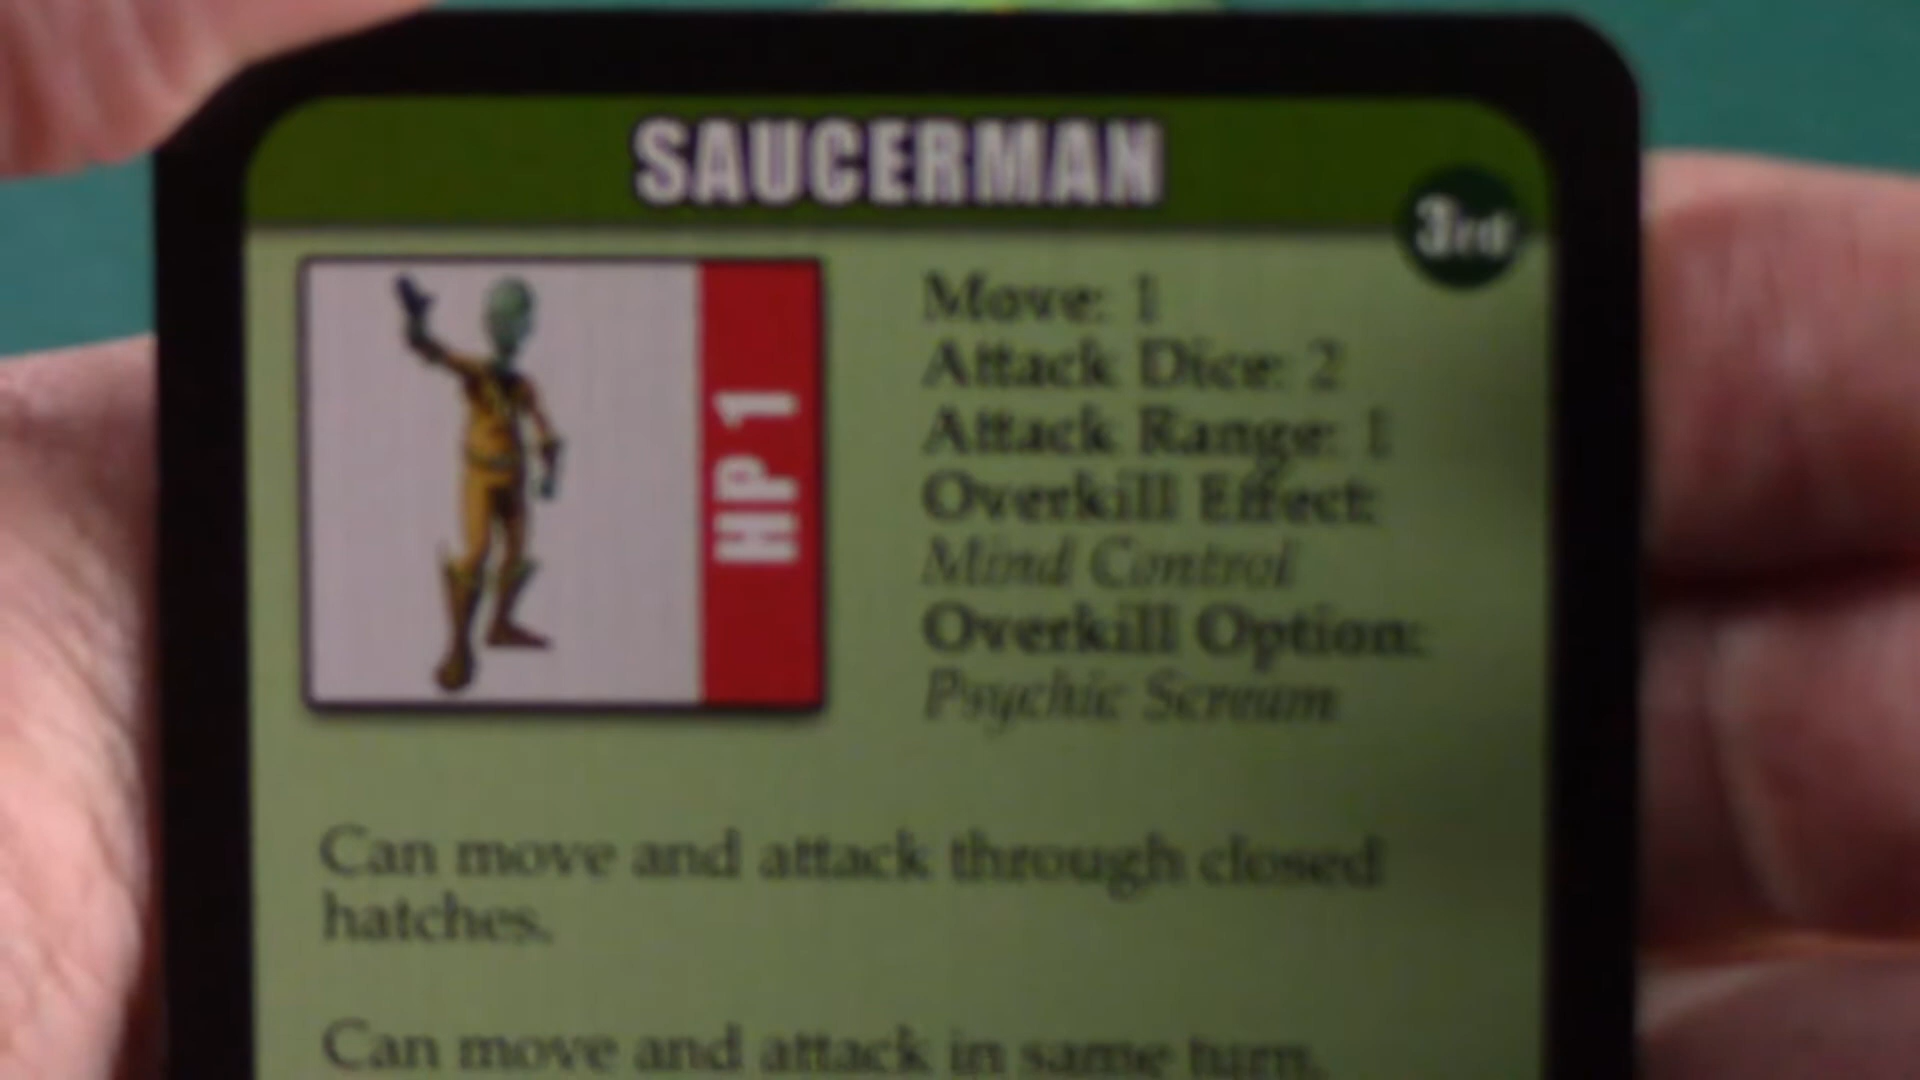 SAUCERMAN
3rd
HP 1
Move: 1
Attack Dice: 2
Attack Range: 1
Overkill Effect:
Mind Control
Overkill Option:
Psychic Scream
Can move and attack through closed
hatches.
Can move and attack in same turn.